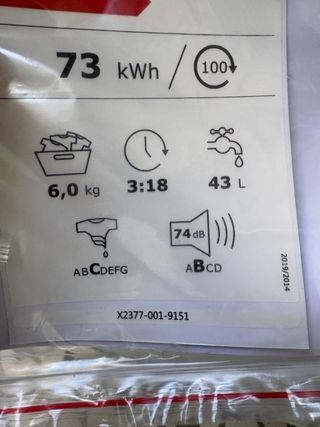 73 kWh / 100
6,0 kg
3:18
43 L
74 dB
ABCDEFG
ABCD
2019/2014
X2377-001-9151